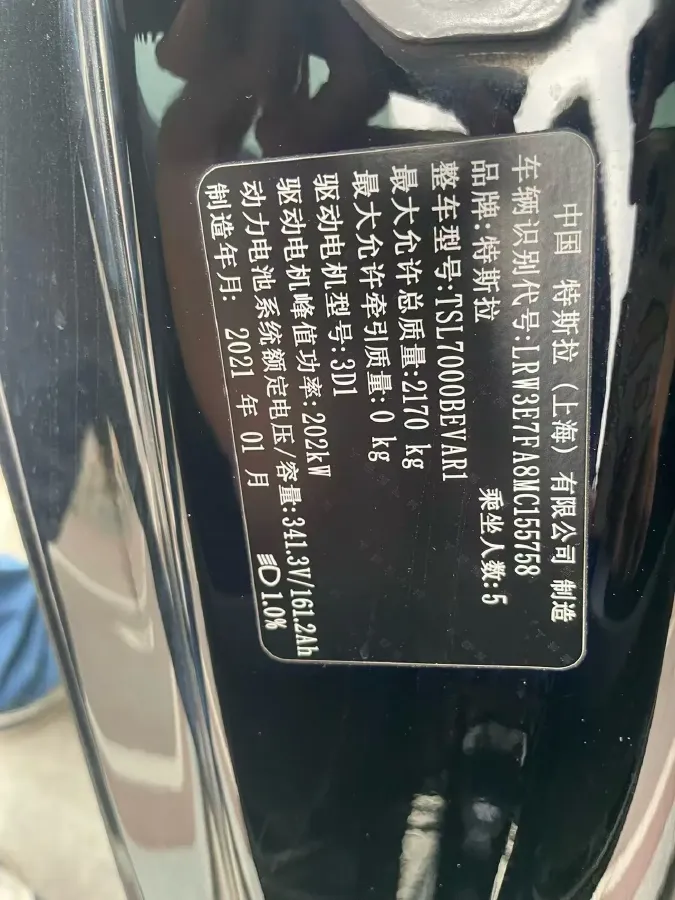 中国 特斯拉 (上海) 有限公司 制造
车辆识别代号:LRW3E7FA8MC155758
品牌:特斯拉 乘坐人数:5
整车型号:TSL7000BEVAR1
最大允许总质量:2170 kg
最大允许牵引质量:0 kg
驱动电机型号:3D1
驱动电机峰值功率:202kW
动力电池系统额定电压/容量:341.3V/161.2Ah
制造年月: 2021 年 01 月 1.0%